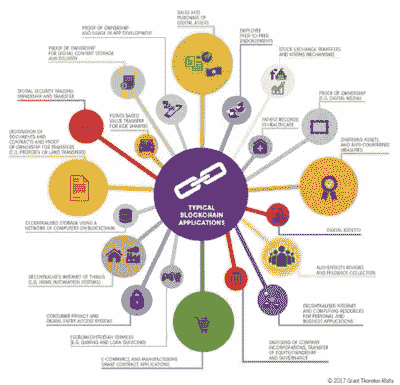 SALES AND
PURCHASE OF
DIGITAL ASSETS
PROOF OF OWNERSHIP
AND USAGE IN APP DEVELOPMENT
EMPLOYEE
PEER-TO-PEER
ENDORSEMENTS
PROOF OF OWNERSHIP
FOR DIGITAL CONTENT STORAGE
AND DELIVERY
STOCK EXCHANGE TRANSFERS
AND VOTING MECHANISMS
DIGITAL SECURITY TRADING:
OWNERSHIP AND TRANSFER
PROOF OF OWNERSHIP
(E.G. DIGITAL MEDIA)
POINTS-BASED
VALUE TRANSFER
FOR RIDE SHARING
PATIENT RECORDS
IN HEALTHCARE
DIGITISATION OF
DOCUMENTS AND
CONTRACTS AND PROOF
OF OWNERSHIP FOR TRANSFERS
(E.G. PROPERTY OR LAND TRANSFERS)
CHARGING ASSETS
AND ANTI-COUNTERFEIT
MEASURES
TYPICAL
BLOCKCHAIN
APPLICATIONS
DECENTRALISED STORAGE USING A
NETWORK OF COMPUTERS ON BLOCKCHAIN
DIGITAL IDENTITY
DECENTRALISED INTERNET OF THINGS
(E.G. HOME AUTOMATION SYSTEMS)
AUTHENTICATED REVIEWS
AND FEEDBACK COLLECTION
CONSUMER PRIVACY AND
DIGITAL ENTRY ACCESS SYSTEMS
DECENTRALISED INTERNET
AND COMPUTING RESOURCES
FOR PERSONAL AND
BUSINESS APPLICATIONS
ESCROW/CUSTODIAN SERVICES
(E.G. GAMING AND LOAN SERVICING)
COMPANY
INCORPORATIONS, TRANSFER
OF EQUITY/OWNERSHIP
AND GOVERNANCE
E-COMMERCE AND MANUFACTURING
SMART CONTRACT APPLICATIONS
© 2017 Grant Thornton Malta